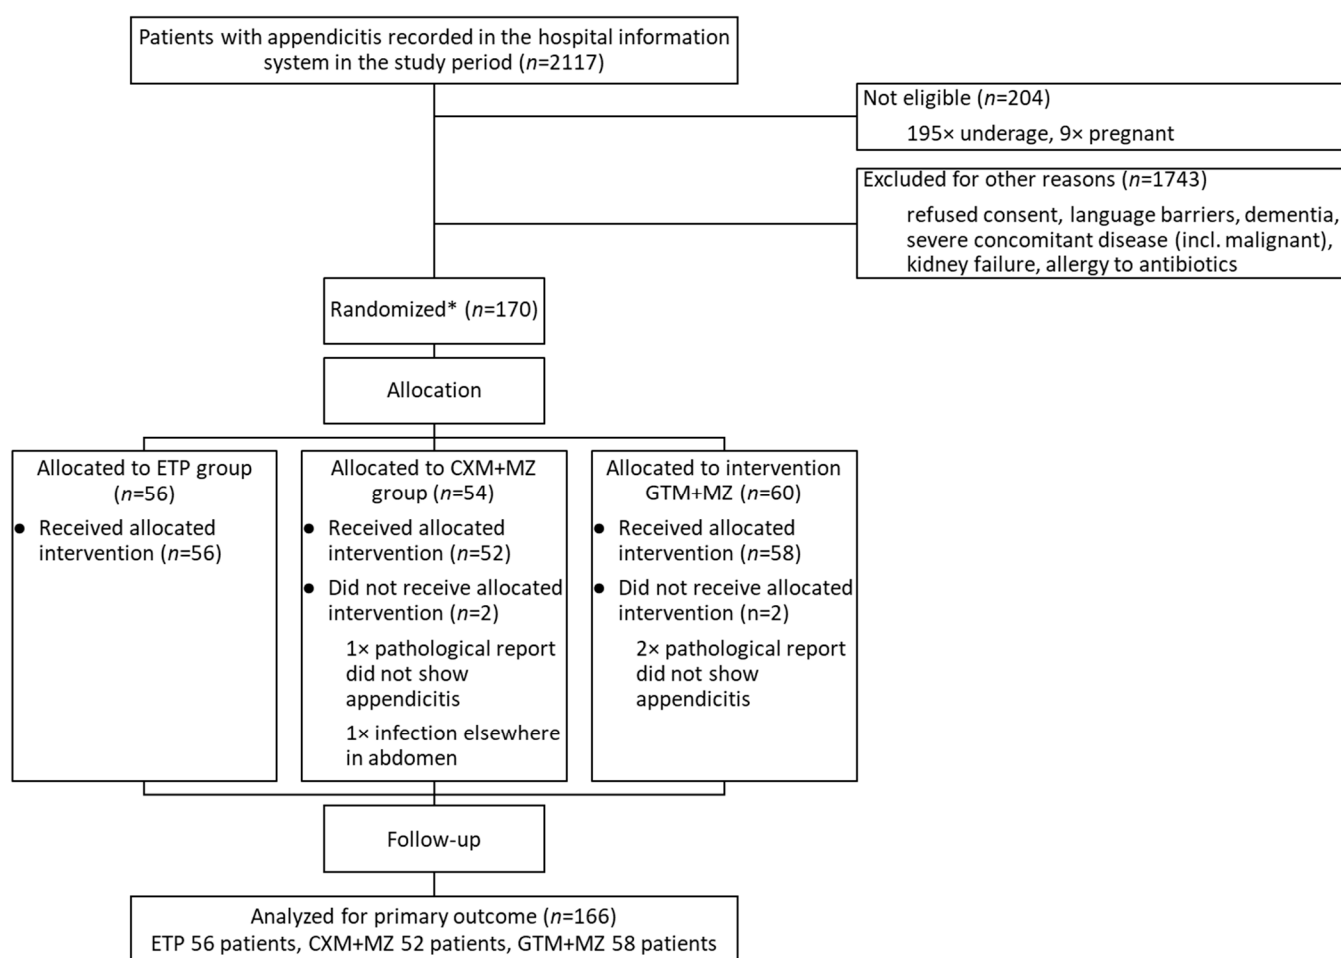 Patients with appendicitis recorded in the hospital information
system in the study period (n=2117)
Not eligible (n=204)
195× underage, 9× pregnant
Excluded for other reasons (n=1743)
refused consent, language barriers, dementia,
severe concomitant disease (incl. malignant),
kidney failure, allergy to antibiotics
Randomized* (n=170)
Allocation
Allocated to ETP group
(n=56)
● Received allocated
intervention (n=56)
Allocated to CXM+MZ
group (n=54)
● Received allocated
intervention (n=52)
● Did not receive allocated
intervention (n=2)
1× pathological report
did not show
appendicitis
1× infection elsewhere
in abdomen
Allocated to intervention
GTM+MZ (n=60)
● Received allocated
intervention (n=58)
● Did not receive allocated
intervention (n=2)
2× pathological report
did not show
appendicitis
Follow-up
Analyzed for primary outcome (n=166)
ETP 56 patients, CXM+MZ 52 patients, GTM+MZ 58 patients